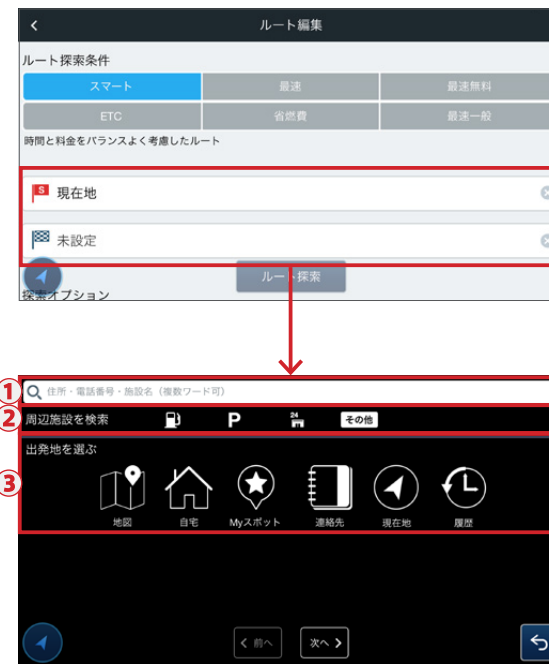 ルート編集
ルート探索条件
スマート 最速 最速無料
ETC 省燃費 最速一般
時間と料金をバランスよく考慮したルート
S 現在地
未設定
ルート探索
探索オプション
① 住所・電話番号・施設名（複数ワード可）
② 周辺施設を検索 P 24 その他
出発地を選ぶ
③
地図 自宅 Myスポット 連絡先 現在地 履歴
前へ 次へ